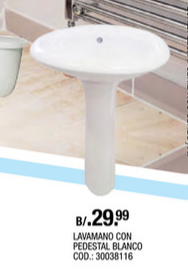 B/.29.99
LAVAMANO CON
PEDESTAL BLANCO
COD.: 30038116